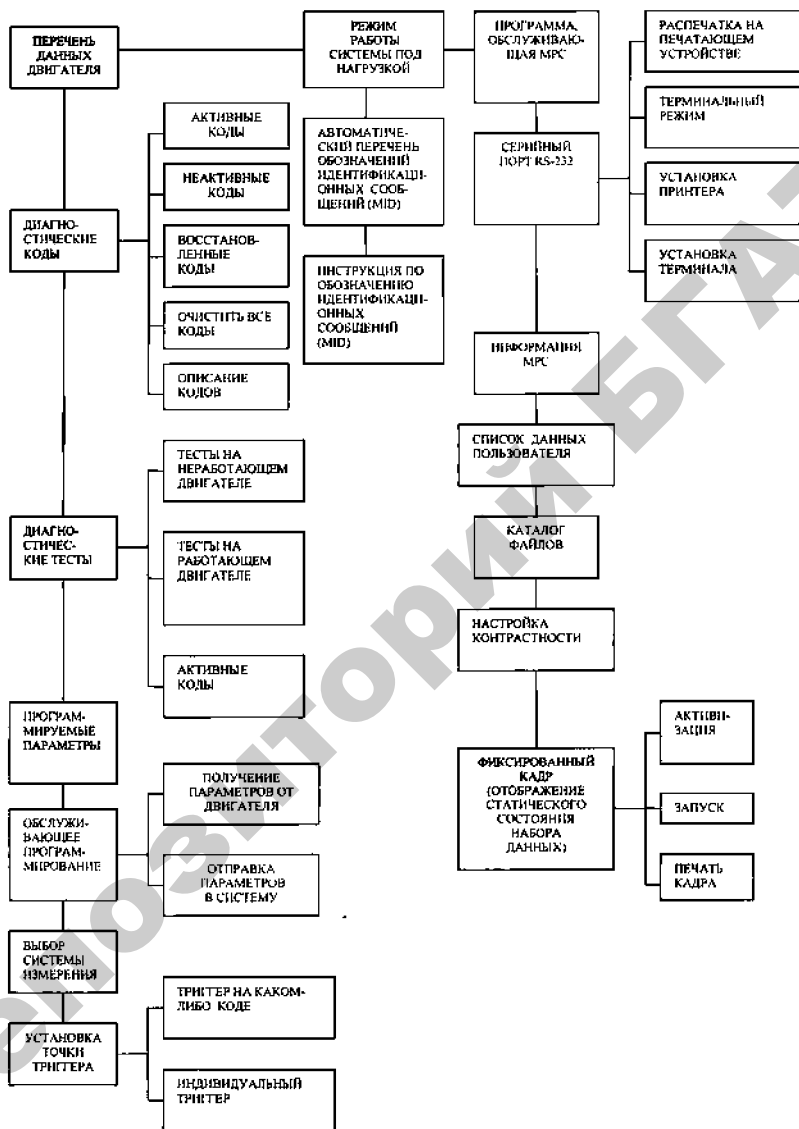 ПЕРЕЧЕНЬ
ДАННЫХ
ДВИГАТЕЛЯ
РЕЖИМ
РАБОТЫ
СИСТЕМЫ ПОД
НАГРУЗКОЙ
ПРОГРАММА,
ОБСЛУЖИВАЮ-
ЩАЯ МРС
РАСПЕЧАТКА НА
ПЕЧАТАЮЩЕМ
УСТРОЙСТВЕ
ТЕРМИНАЛЬНЫЙ
РЕЖИМ
УСТАНОВКА
ПРИНТЕРА
УСТАНОВКА
ТЕРМИНАЛА
АКТИВНЫЕ
КОДЫ
НЕАКТИВНЫЕ
КОДЫ
ВОССТАНОВ-
ЛЕННЫЕ
КОДЫ
ОЧИСТИТЬ ВСЕ
КОДЫ
ОПИСАНИЕ
КОДОВ
АВТОМАТИЧЕ-
СКИЙ ПЕРЕЧЕНЬ
ОБОЗНАЧЕНИЙ
ИДЕНТИФИКАЦИ-
ОННЫХ СООБ-
ЩЕНИЙ (MID)
СЕРИЙНЫЙ
ПОРТ RS-232
ДИАГНО-
СТИЧЕСКИЕ
КОДЫ
ИНСТРУКЦИЯ ПО
ОБОЗНАЧЕНИЮ
ИДЕНТИФИКАЦИ-
ОННЫХ
СООБЩЕНИЙ
(MID)
ИНФОРМАЦИЯ
МРС
СПИСОК ДАННЫХ
ПОЛЬЗОВАТЕЛЯ
КАТАЛОГ
ФАЙЛОВ
НАСТРОЙКА
КОНТРАСТНОСТИ
ТЕСТЫ НА
НЕРАБОТАЮЩЕМ
ДВИГАТЕЛЕ
ДИАГНО-
СТИЧЕС-
КИЕ ТЕСТЫ
ТЕСТЫ НА
РАБОТАЮЩЕМ
ДВИГАТЕЛЕ
АКТИВНЫЕ
КОДЫ
ПРОГРАМ-
МИРУЕМЫЕ
ПАРАМЕТРЫ
ФИКСИРОВАННЫЙ
КАДР
(ОТОБРАЖЕНИЕ
СТАТИЧЕСКОГО
СОСТОЯНИЯ
НАБОРА
ДАННЫХ)
АКТИВИ-
ЗАЦИЯ
ЗАПУСК
ПЕЧАТЬ
КАДРА
ПОЛУЧЕНИЕ
ПАРАМЕТРОВ ОТ
ДВИГАТЕЛЯ
ОБСЛУЖИ-
ВАЮЩЕЕ
ПРОГРАМ-
МИРОВАНИЕ
ОТПРАВКА
ПАРАМЕТРОВ
В СИСТЕМУ
ВЫБОР
СИСТЕМЫ
ИЗМЕРЕНИЯ
УСТАНОВКА
ТОЧКИ
ТРИГГЕРА
ТРИГГЕР НА КАКОМ-
ЛИБО КОДЕ
ИНДИВИДУАЛЬНЫЙ
ТРИГГЕР
епозиторий БГАТ